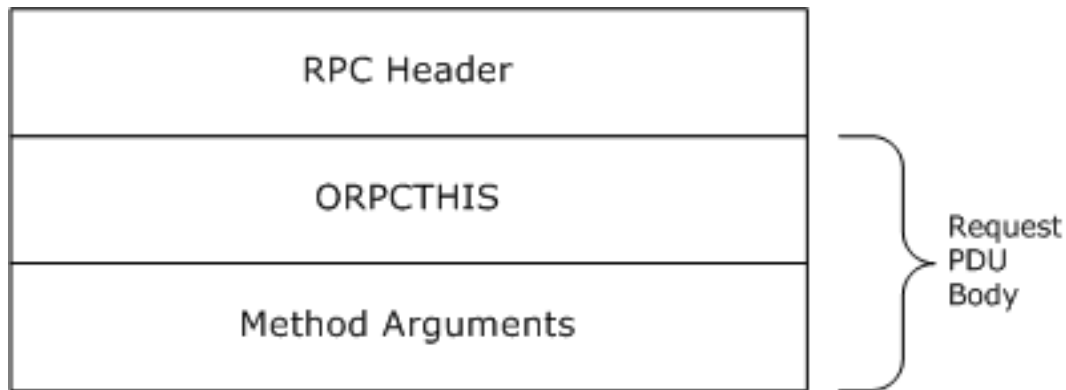 RPC Header
ORPCTHIS
Method Arguments
Request
PDU
Body